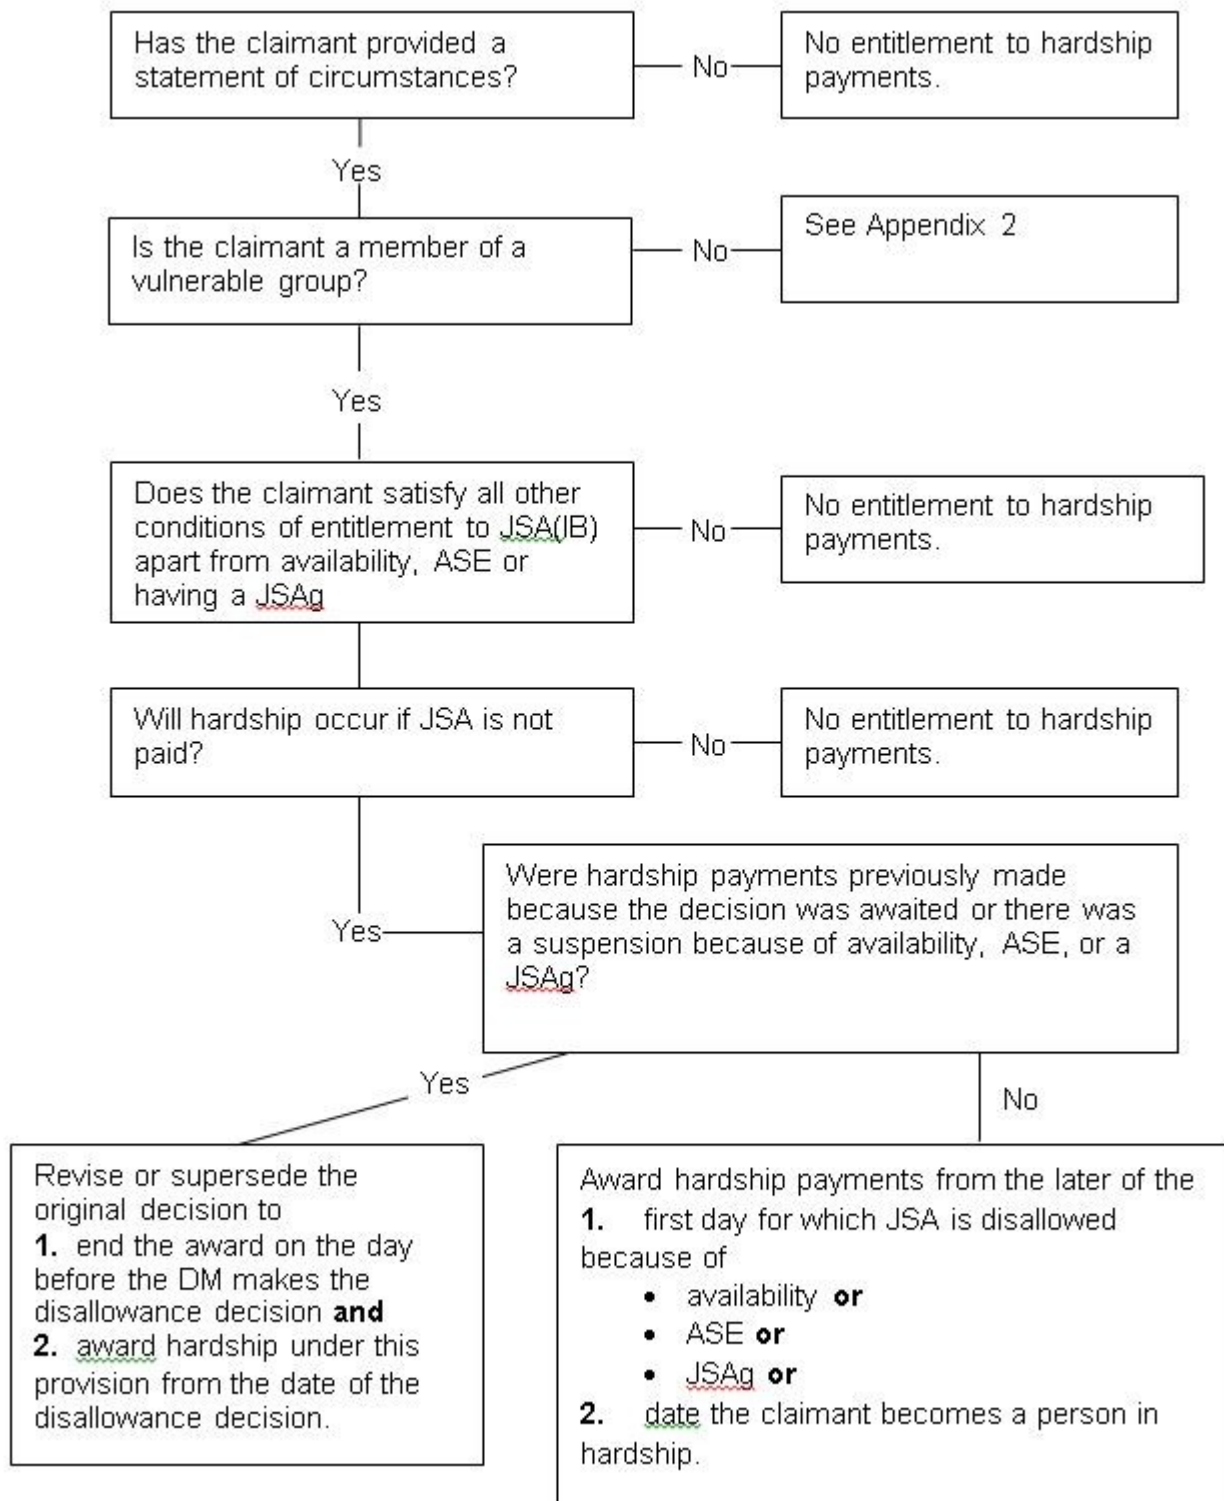 Has the claimant provided a
statement of circumstances?
No
No entitlement to hardship
payments.
Yes
Is the claimant a member of a
vulnerable group?
No
See Appendix 2
Yes
Does the claimant satisfy all other
conditions of entitlement to JSA(IB)
apart from availability, ASE or
having a JSAg
No
No entitlement to hardship
payments.
Will hardship occur if JSA is not
paid?
No
No entitlement to hardship
payments.
Yes
Were hardship payments previously made
because the decision was awaited or there was
a suspension because of availability, ASE, or a
JSAg?
Yes
No
Revise or supersede the
original decision to
1. end the award on the day
before the DM makes the
disallowance decision and
2. award hardship under this
provision from the date of the
disallowance decision.
Award hardship payments from the later of the
1. first day for which JSA is disallowed
because of
• availability or
• ASE or
• JSAg or
2. date the claimant becomes a person in
hardship.